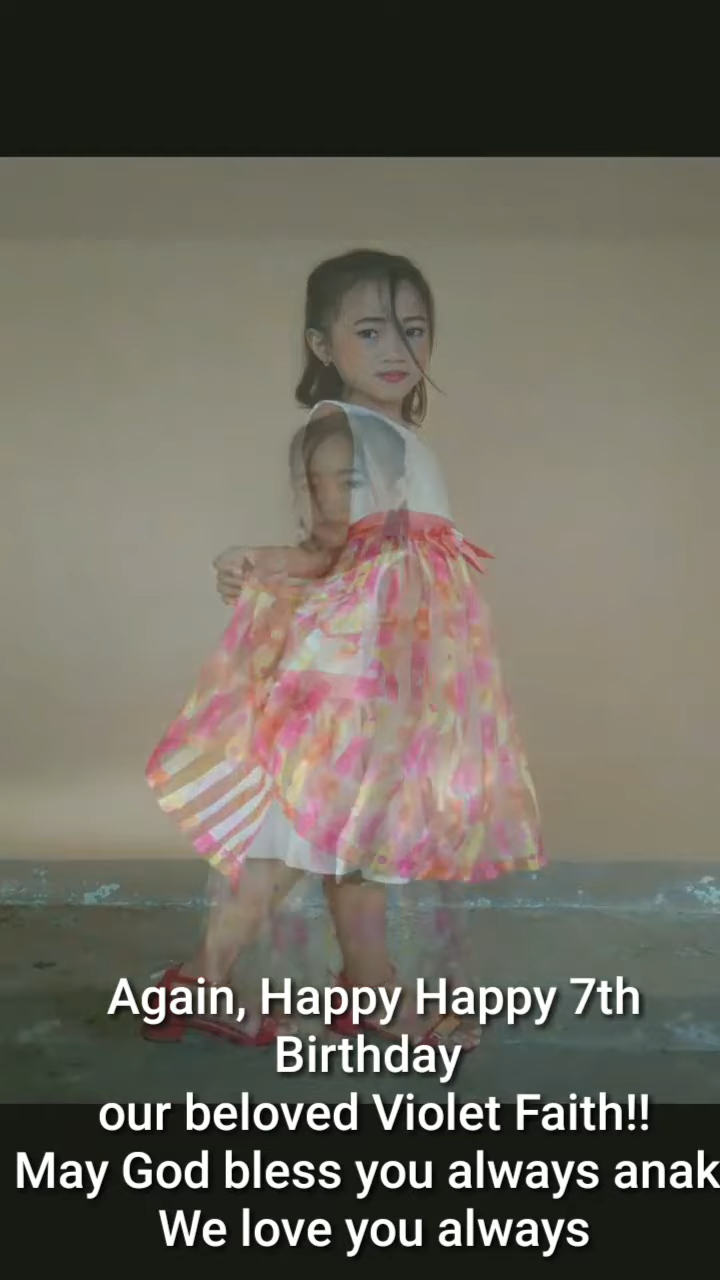 Again, Happy Happy 7th
Birthday
our beloved Violet Faith!!
May God bless you always anak
We love you always